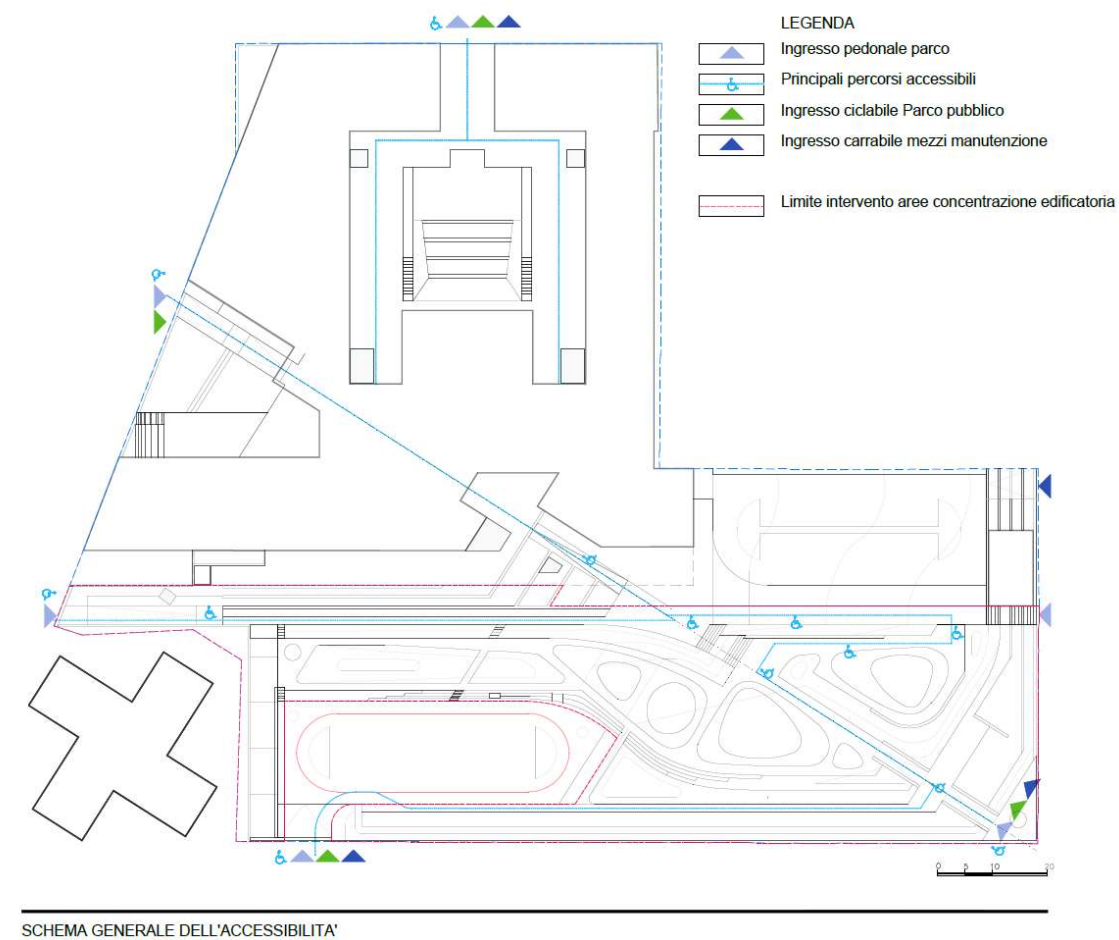 LEGENDA
Ingresso pedonale parco
Principali percorsi accessibili
Ingresso ciclabile Parco pubblico
Ingresso carrabile mezzi manutenzione
Limite intervento aree concentrazione edificatoria
0 5 10 20
SCHEMA GENERALE DELL'ACCESSIBILITA'